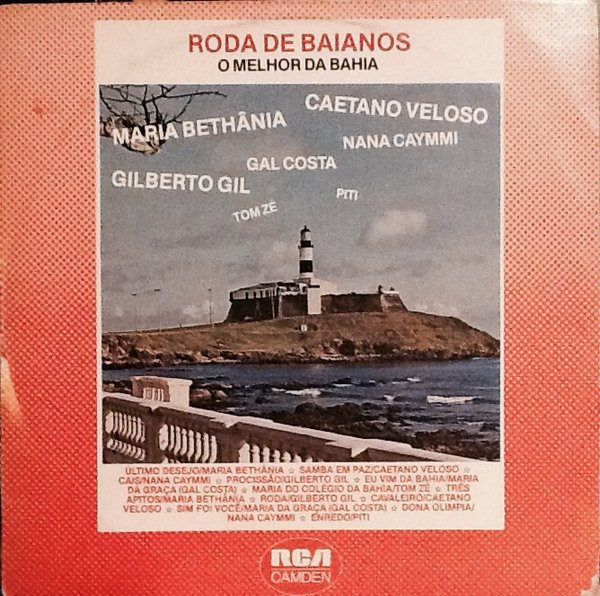 RODA DE BAIANOS
O MELHOR DA BAHIA
CAETANO VELOSO
MARIA BETHÂNIA
NANA CAYMMI
GAL COSTA
GILBERTO GIL
PITI
TOM ZÉ
ÚLTIMO DESEJO/MARIA BETHÂNIA ☆ SAMBA EM PAZ/CAETANO VELOSO ☆
CAIS/NANA CAYMMI ☆ PROCISSÃO/GILBERTO GIL ☆ EU VIM DA BAHIA/MARIA
DA GRAÇA (GAL COSTA) ☆ MARIA DO COLÉGIO DA BAHIA/TOM ZÉ ☆ TRÊS
APITOS/MARIA BETHÂNIA ☆ RODA/GILBERTO GIL ☆ CAVALEIRO/CAETANO
VELOSO ☆ SIM FOI VOCÊ/MARIA DA GRAÇA (GAL COSTA) ☆ DONA OLIMPIA/
NANA CAYMMI ☆ ENREDO/PITI
RCA
CAMDEN